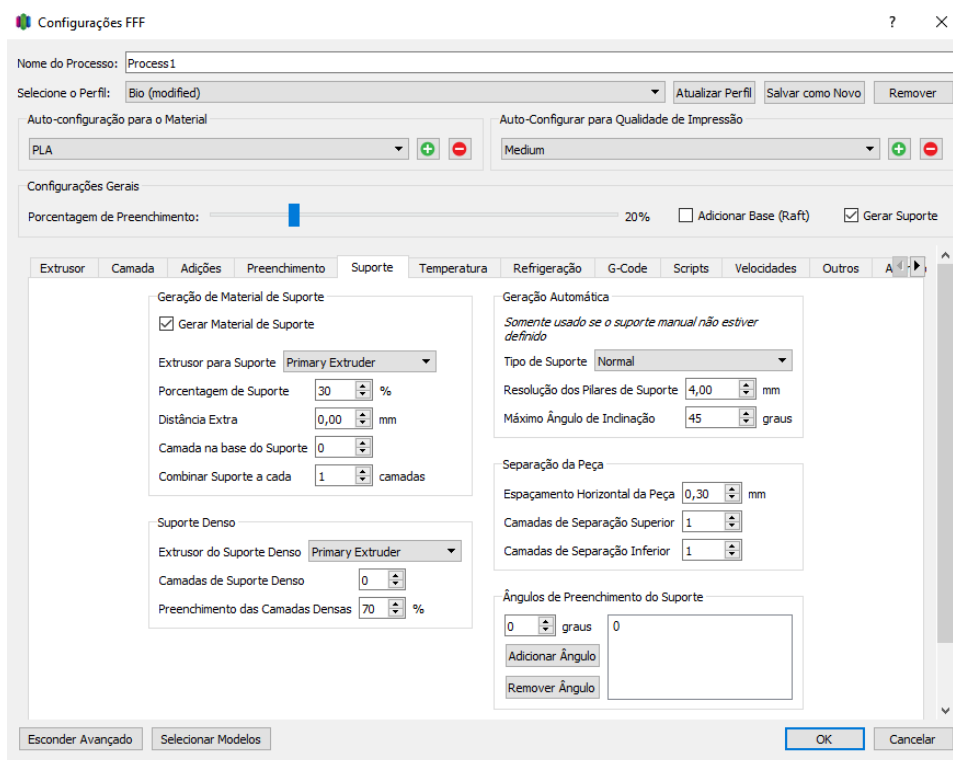 Configurações FFF
?
Nome do Processo: Process1
Selecione o Perfil: Bio (modified) Atualizar Perfil Salvar como Novo Remover
Auto-configuração para o Material
PLA
Auto-Configurar para Qualidade de Impressão
Medium
Configurações Gerais
Porcentagem de Preenchimento: 20% Adicionar Base (Raft) Gerar Suporte
Extrusor Camada Adições Preenchimento Suporte Temperatura Refrigeração G-Code Scripts Velocidades Outros
Geração de Material de Suporte
Gerar Material de Suporte
Extrusor para Suporte Primary Extruder
Porcentagem de Suporte 30 %
Distância Extra 0,00 mm
Camada na base do Suporte 0
Combinar Suporte a cada 1 camadas
Suporte Denso
Extrusor do Suporte Denso Primary Extruder
Camadas de Suporte Denso 0
Preenchimento das Camadas Densas 70 %
Geração Automática
Somente usado se o suporte manual não estiver
definido
Tipo de Suporte Normal
Resolução dos Pilares de Suporte 4,00 mm
Máximo Ângulo de Inclinação 45 graus
Separação da Peça
Espaçamento Horizontal da Peça 0,30 mm
Camadas de Separação Superior 1
Camadas de Separação Inferior 1
Ângulos de Preenchimento do Suporte
0 graus 0
Adicionar Ângulo
Remover Ângulo
Esconder Avançado Selecionar Modelos OK Cancelar